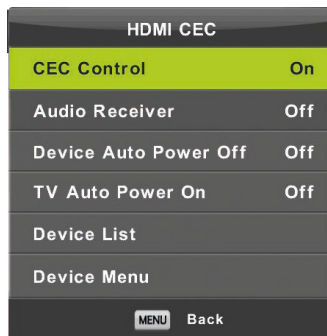 HDMI CEC
CEC Control On
Audio Receiver Off
Device Auto Power Off Off
TV Auto Power On Off
Device List
Device Menu
MENU Back